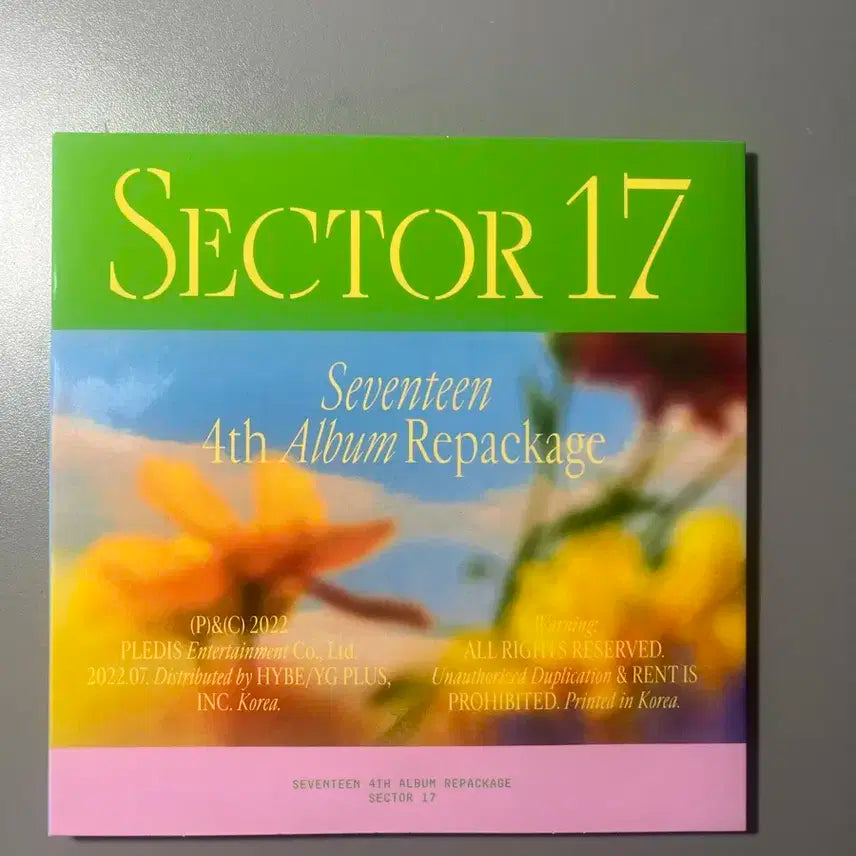 SECTOR 17
Seventeen
4th Album Repackage
(P)&(C) 2022
PLEDIS Entertainment Co., Ltd.
2022.07. Distributed by HYBE/YG PLUS,
INC. Korea.
Warning:
ALL RIGHTS RESERVED.
Unauthorized Duplication & RENT IS
PROHIBITED. Printed in Korea.
SEVENTEEN 4TH ALBUM REPACKAGE
SECTOR 17